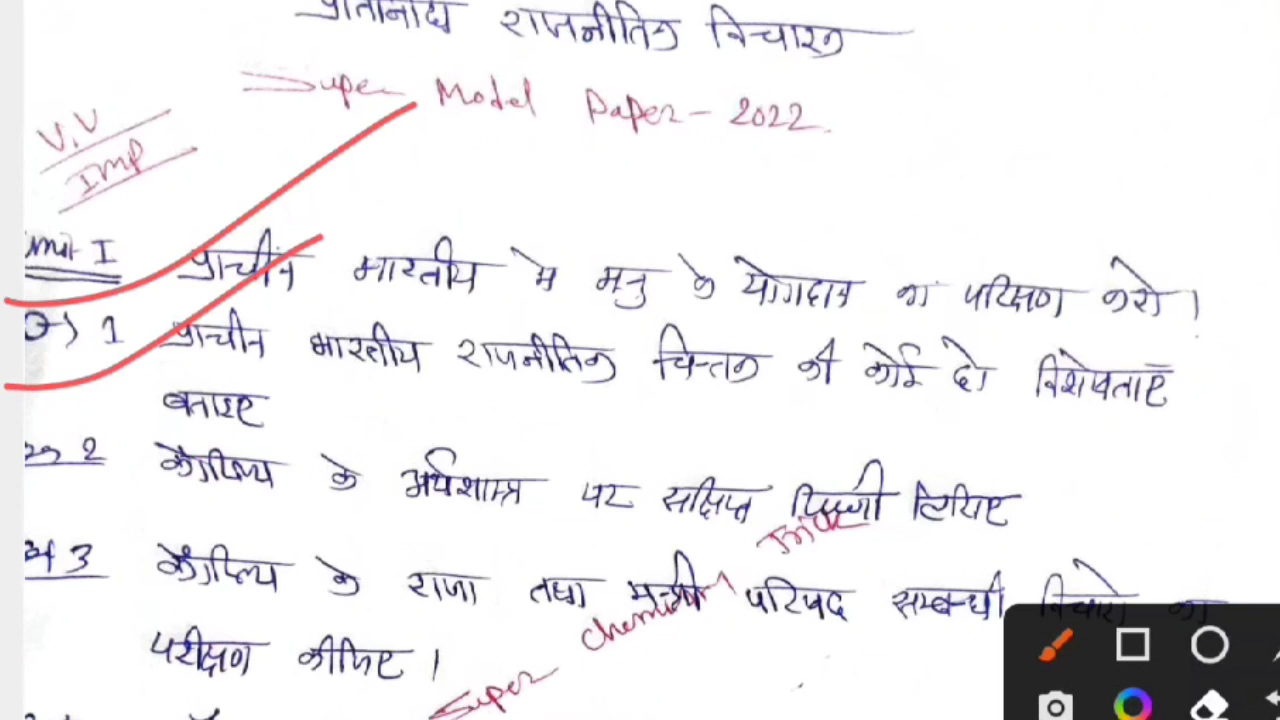 राजनीतिक विचारक
Super Model Paper - 2022.
V.V
IMP
Unit I प्राचीन भारतीय मे मनु के योगदान का परिक्षण करो।
1 प्राचीन भारतीय राजनीतिक चिन्तन की कोई दो विशेषताएँ
बताइए
2 कौटिल्य के अर्थशास्त्र पर सक्षिप्त टिप्पणी लिखिए
3 कौटिल्य के राजा तथा मन्त्री परिषद सम्बन्धी विचारो का
परीक्षण कीजिए।
Super